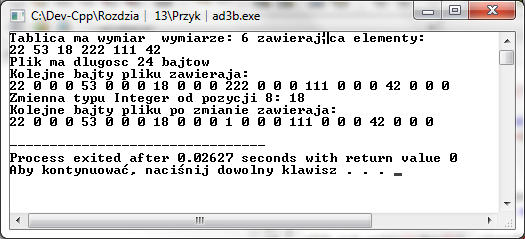 C:\Dev-Cpp\Rozdzia | 13\Przyk | ad3b.exe
Tablica ma wymiar wymiarze: 6 zawieraj╣ca elementy:
22 53 18 222 111 42
Plik ma dlugosc 24 bajtow
Kolejne bajty pliku zawieraja:
22 0 0 0 53 0 0 0 18 0 0 0 222 0 0 0 111 0 0 0 42 0 0 0
Zmienna typu Integer od pozycji 8: 18
Kolejne bajty pliku po zmianie zawieraja:
22 0 0 0 53 0 0 0 18 0 0 0 1 0 0 0 111 0 0 0 42 0 0 0
--------------------------------
Process exited after 0.02627 seconds with return value 0
Aby kontynuować, naciśnij dowolny klawisz . . . _